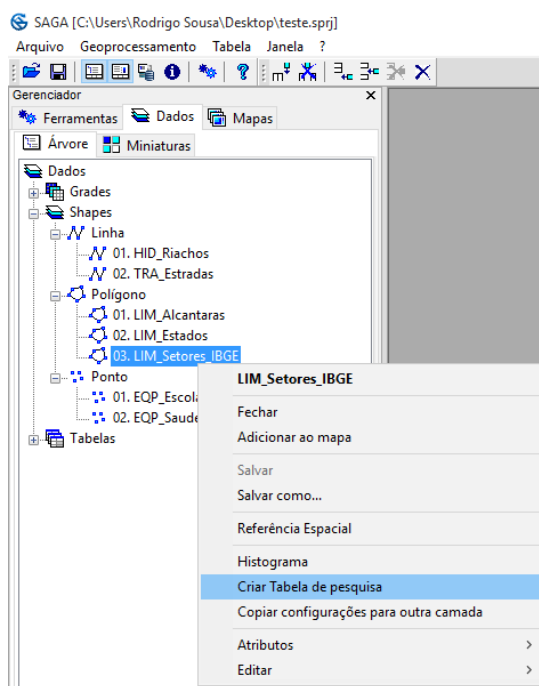 SAGA [C:\Users\Rodrigo Sousa\Desktop\teste.sprj]
Arquivo Geoprocessamento Tabela Janela ?
Gerenciador
Ferramentas Dados Mapas
Árvore Miniaturas
Dados
Grades
Shapes
Linha
01. HID_Riachos
02. TRA_Estradas
Polígono
01. LIM_Alcantaras
02. LIM_Estados
03. LIM_Setores_IBGE
Ponto
01. EQP_Escola
02. EQP_Saude
Tabelas
LIM_Setores_IBGE
Fechar
Adicionar ao mapa
Salvar
Salvar como...
Referência Espacial
Histograma
Criar Tabela de pesquisa
Copiar configurações para outra camada
Atributos
Editar